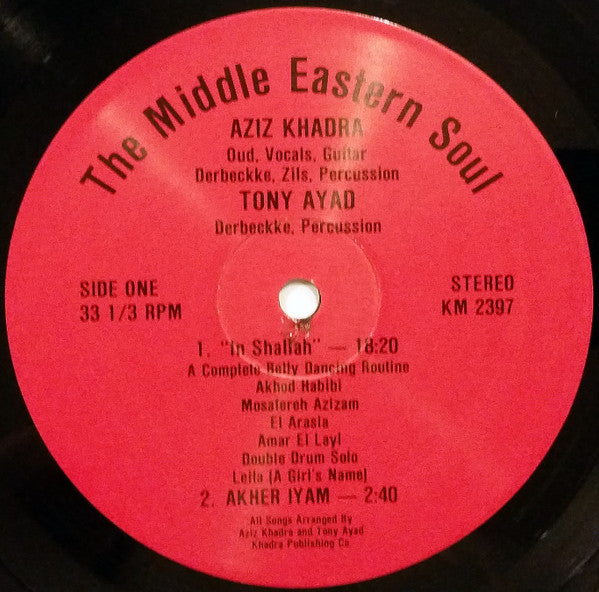 The Middle Eastern Soul
AZIZ KHADRA
Oud, Vocals, Guitar
Derbeckke, Zils, Percussion
TONY AYAD
Derbeckke, Percussion
SIDE ONE
33 1/3 RPM
STEREO
KM 2397
1. "In Shallah" — 18:20
A Complete Belly Dancing Routine
Akhod Habibi
Mosafereh Azizam
El Arasia
Amar El Layl
Double Drum Solo
Leila (A Girl's Name)
2. AKHER IYAM — 2:40
All Songs Arranged By
Aziz Khadra and Tony Ayad
Khadra Publishing Co.